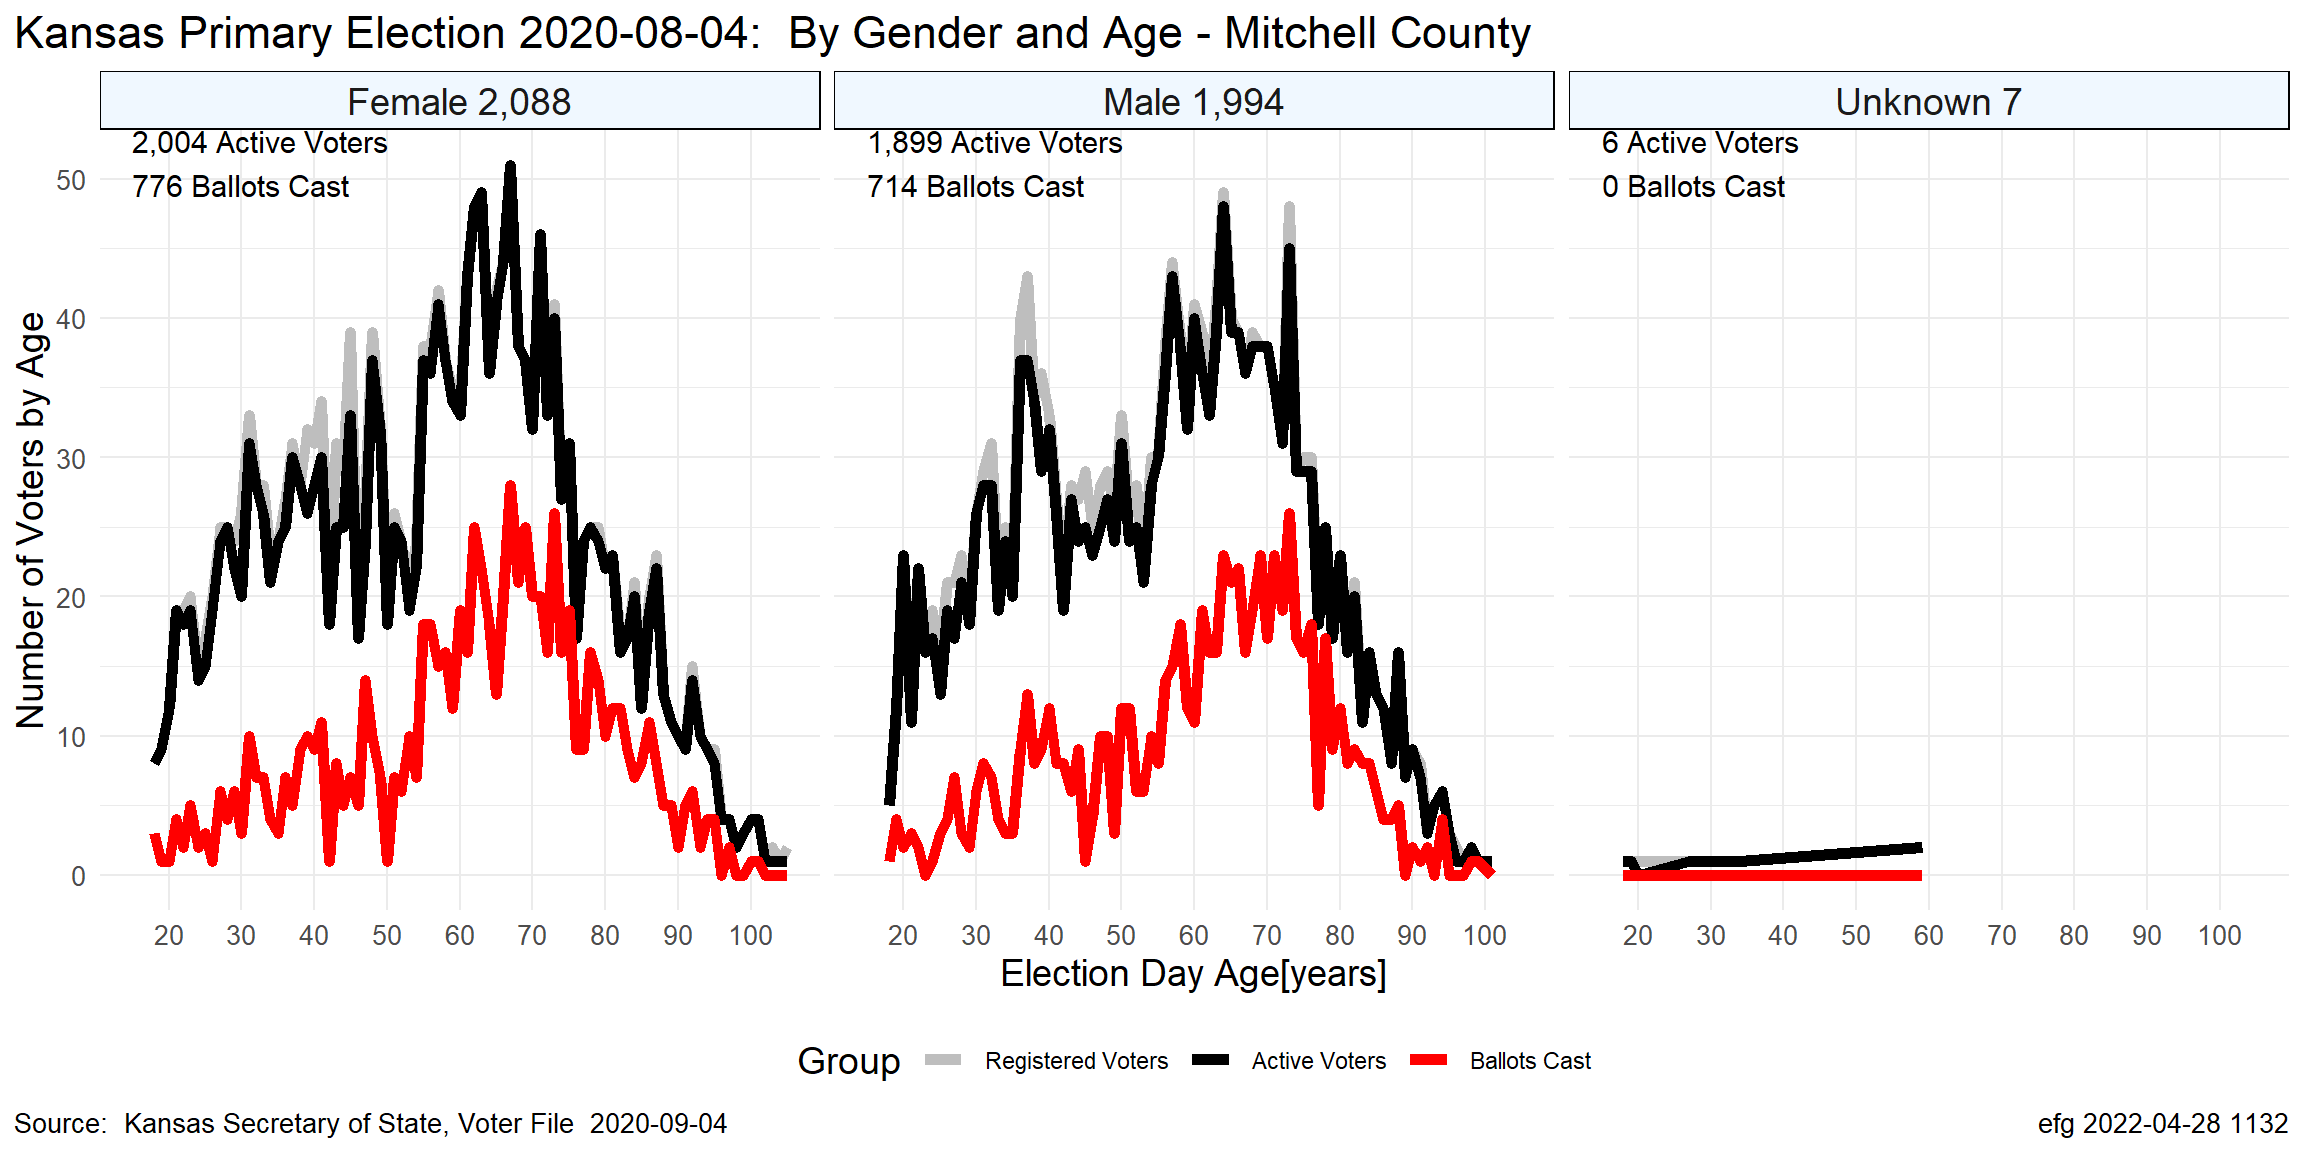 Kansas Primary Election 2020-08-04:  By Gender and Age - Mitchell County
Female 2,088
Male 1,994
Unknown 7
2,004 Active Voters
776 Ballots Cast
1,899 Active Voters
714 Ballots Cast
6 Active Voters
0 Ballots Cast
Number of Voters by Age
50
40
30
20
10
0
20 30 40 50 60 70 80 90 100
20 30 40 50 60 70 80 90 100
20 30 40 50 60 70 80 90 100
Election Day Age[years]
Group Registered Voters Active Voters Ballots Cast
Source:  Kansas Secretary of State, Voter File  2020-09-04
efg 2022-04-28 1132